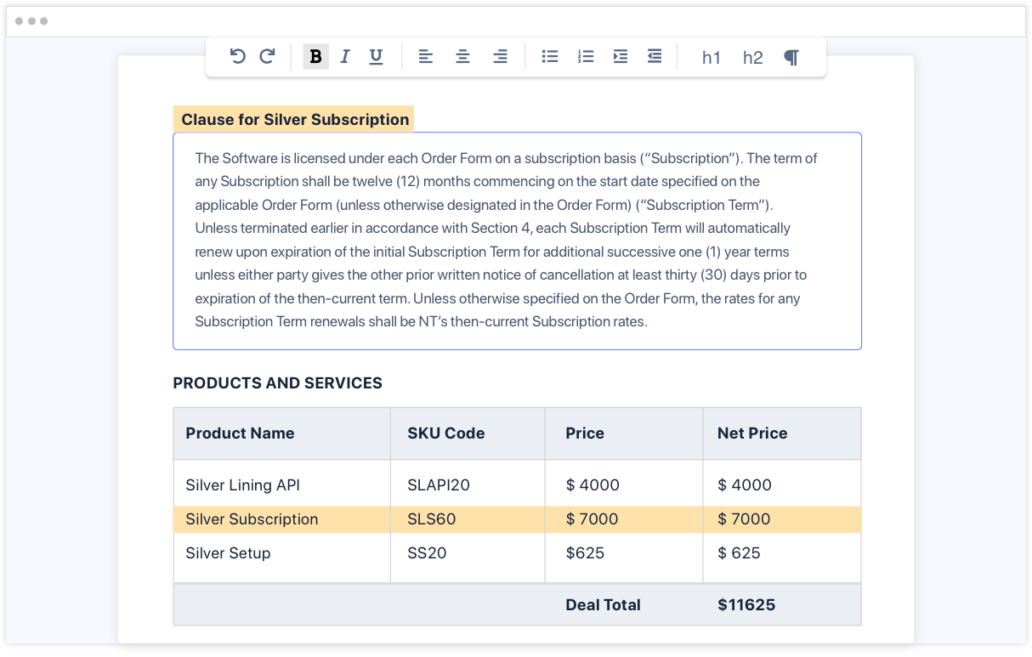 B I U h1 h2 ¶
Clause for Silver Subscription
The Software is licensed under each Order Form on a subscription basis (“Subscription”). The term of
any Subscription shall be twelve (12) months commencing on the start date specified on the
applicable Order Form (unless otherwise designated in the Order Form) (“Subscription Term”).
Unless terminated earlier in accordance with Section 4, each Subscription Term will automatically
renew upon expiration of the initial Subscription Term for additional successive one (1) year terms
unless either party gives the other prior written notice of cancellation at least thirty (30) days prior to
expiration of the then-current term. Unless otherwise specified on the Order Form, the rates for any
Subscription Term renewals shall be NT’s then-current Subscription rates.
PRODUCTS AND SERVICES
Product Name SKU Code Price Net Price
Silver Lining API SLAPI20 $ 4000 $ 4000
Silver Subscription SLS60 $ 7000 $ 7000
Silver Setup SS20 $625 $ 625
Deal Total $11625